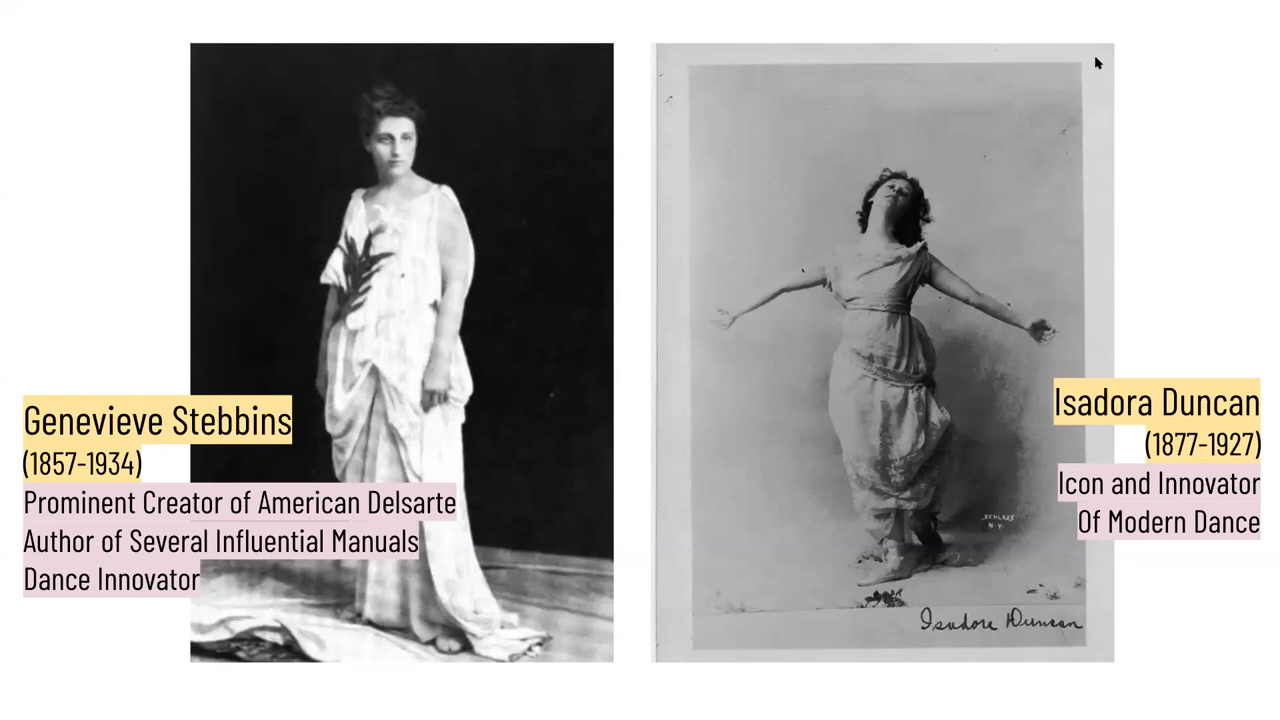 Genevieve Stebbins
(1857-1934)
Prominent Creator of American Delsarte
Author of Several Influential Manuals
Dance Innovator
Isadora Duncan
(1877-1927)
Icon and Innovator
Of Modern Dance
SCHLOSS
N.Y.
Isadora Duncan